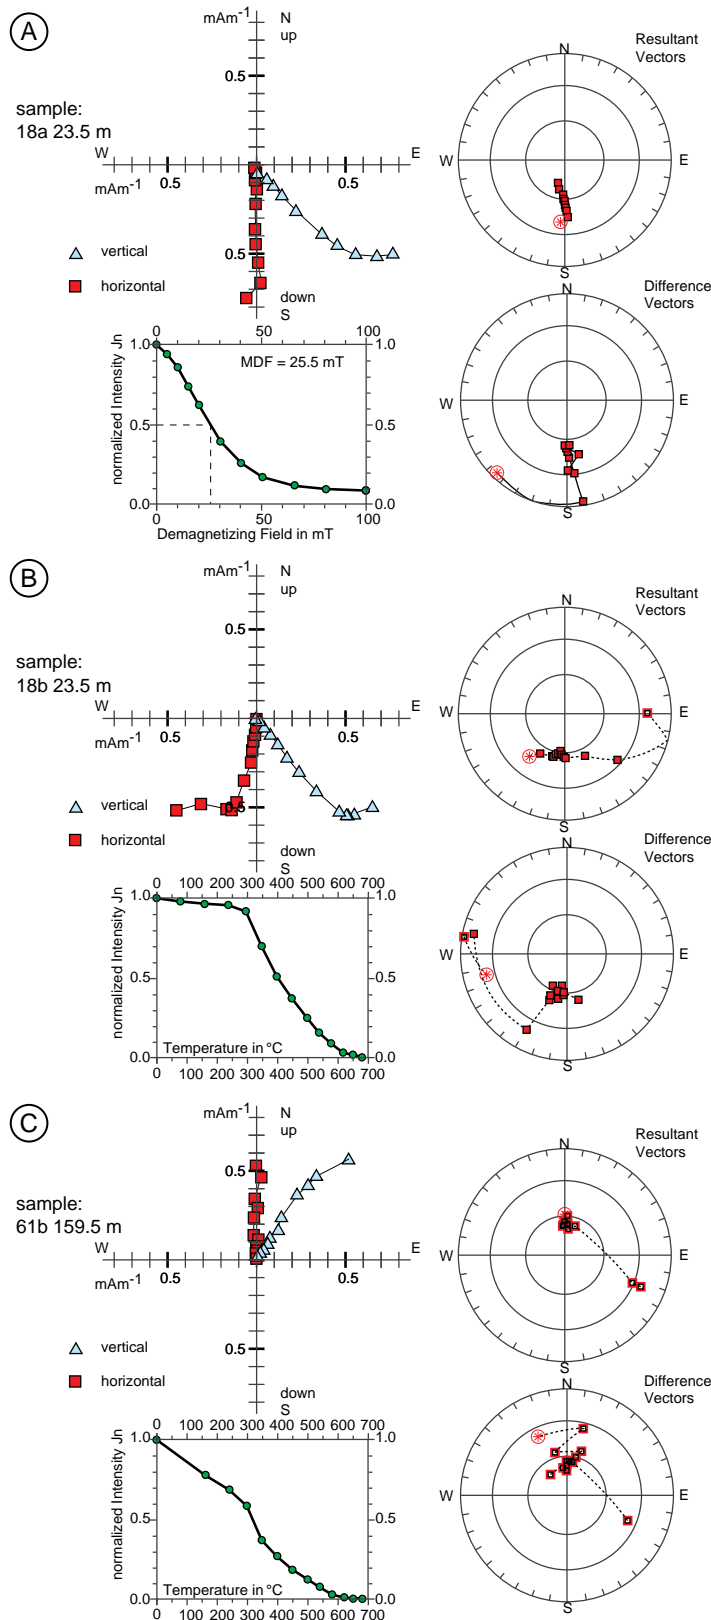 A
mAm-1 N
up
0.5
sample:
18a 23.5 m
W E
mAm-1 0.5 0.5
vertical
horizontal
0.5
down
S
Resultant
Vectors
N
W E
S
Difference
Vectors
N
W E
S
0 50 100
normalized Intensity Jn
1.0 1.0
MDF = 25.5 mT
0.5 0.5
0.0 0.0
0 50 100
Demagnetizing Field in mT
B
mAm-1 N
up
0.5
sample:
18b 23.5 m
W E
mAm-1 0.5 0.5
vertical
horizontal
0.5
down
S
Resultant
Vectors
N
W E
S
Difference
Vectors
N
W E
S
0 100 200 300 400 500 600 700
normalized Intensity Jn
1.0 1.0
0.5 0.5
Temperature in °C
0.0 0.0
0 100 200 300 400 500 600 700
C
mAm-1 N
up
0.5
sample:
61b 159.5 m
W E
mAm-1 0.5 0.5
vertical
horizontal
0.5
down
S
Resultant
Vectors
N
W E
S
Difference
Vectors
N
W E
S
0 100 200 300 400 500 600 700
normalized Intensity Jn
1.0 1.0
0.5 0.5
Temperature in °C
0.0 0.0
0 100 200 300 400 500 600 700